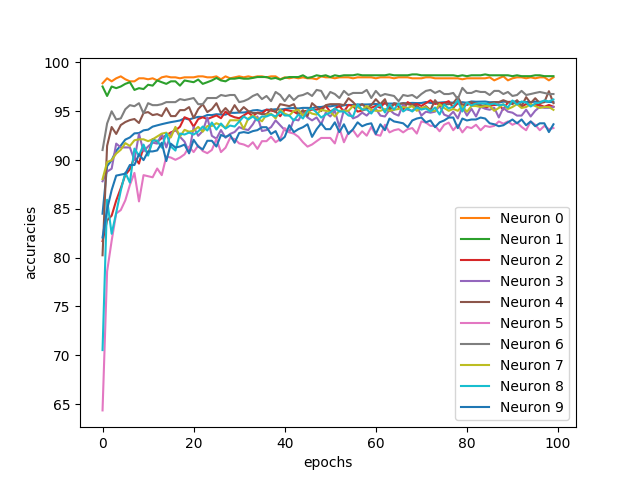 100
95
90
85
80
75
70
65
accuracies
0
20
40
60
80
100
epochs
Neuron 0
Neuron 1
Neuron 2
Neuron 3
Neuron 4
Neuron 5
Neuron 6
Neuron 7
Neuron 8
Neuron 9